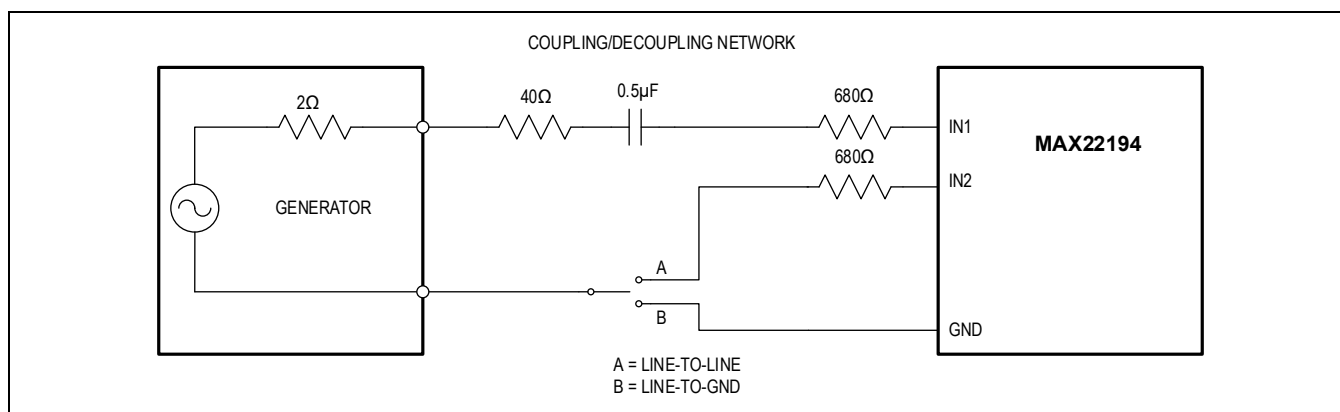 COUPLING/DECOUPLING NETWORK
2Ω
40Ω
0.5µF
680Ω
IN1
MAX22194
680Ω
IN2
GENERATOR
A
B
GND
A = LINE-TO-LINE
B = LINE-TO-GND